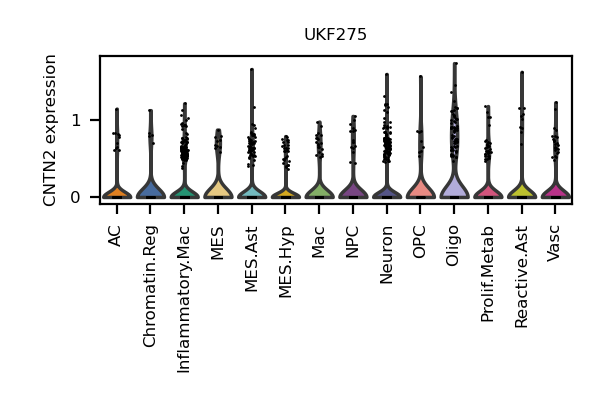 UKF275
CNTN2 expression
1
0
AC
Chromatin.Reg
Inflammatory.Mac
MES
MES.Ast
MES.Hyp
Mac
NPC
Neuron
OPC
Oligo
Prolif.Metab
Reactive.Ast
Vasc